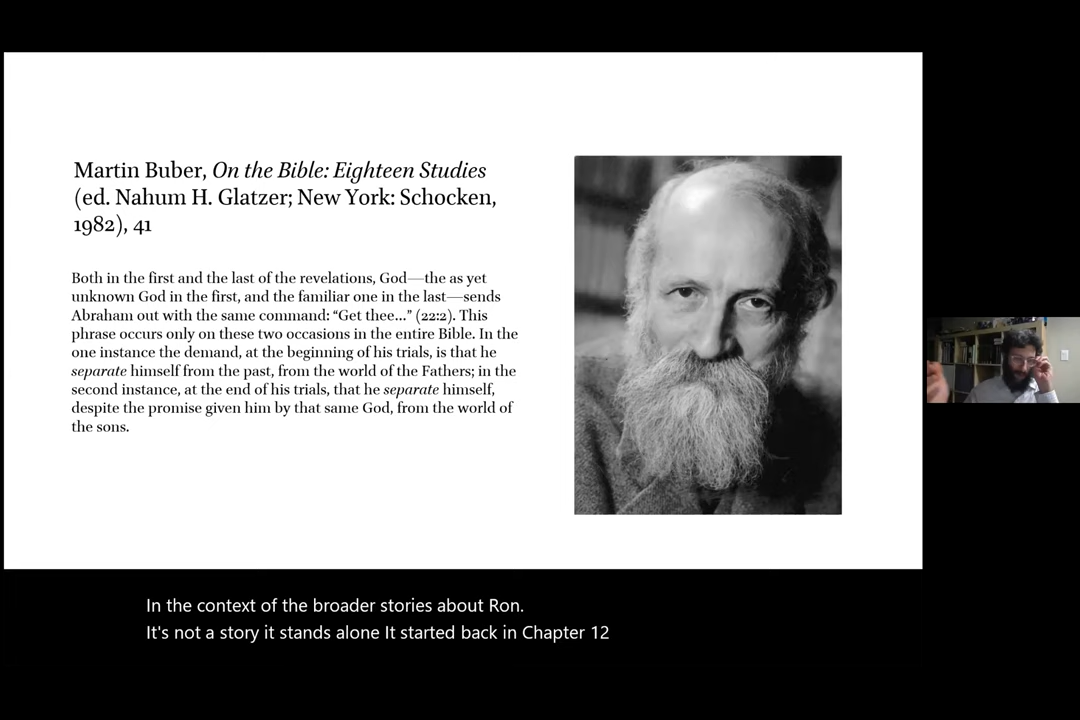 Martin Buber, On the Bible: Eighteen Studies
(ed. Nahum H. Glatzer; New York: Schocken,
1982), 41
Both in the first and the last of the revelations, God—the as yet
unknown God in the first, and the familiar one in the last—sends
Abraham out with the same command: “Get thee...” (22:2). This
phrase occurs only on these two occasions in the entire Bible. In the
one instance the demand, at the beginning of his trials, is that he
separate himself from the past, from the world of the Fathers; in the
second instance, at the end of his trials, that he separate himself,
despite the promise given him by that same God, from the world of
the sons.
In the context of the broader stories about Ron.
It's not a story it stands alone It started back in Chapter 12